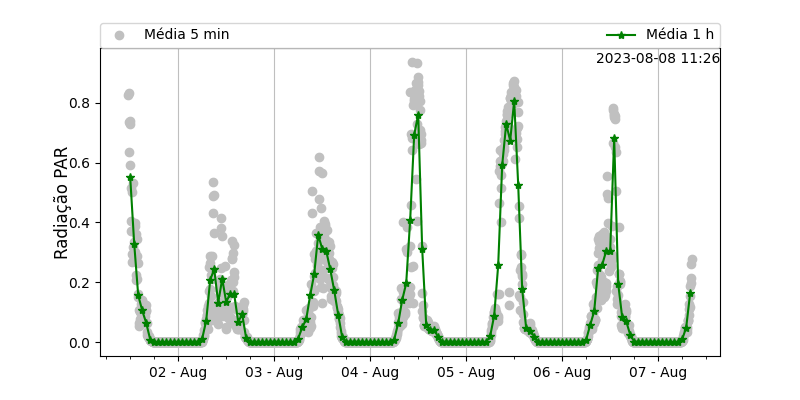 Média 5 min
Média 1 h
2023-08-08 11:26
Radiação PAR
0.8
0.6
0.4
0.2
0.0
02 - Aug
03 - Aug
04 - Aug
05 - Aug
06 - Aug
07 - Aug